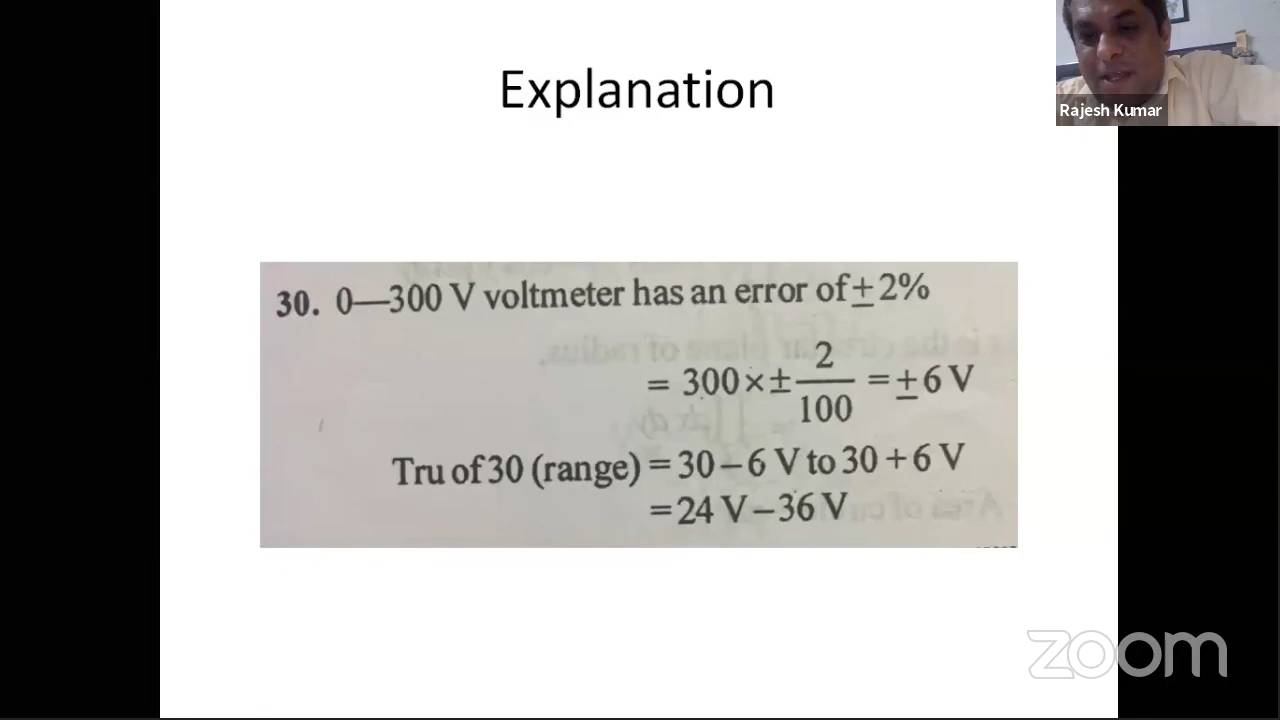 Explanation
Rajesh Kumar
30. 0—300 V voltmeter has an error of ± 2%
= 300 × ± 2/100 = ± 6 V
Tru of 30 (range) = 30 – 6 V to 30 + 6 V
= 24 V – 36 V
zoom